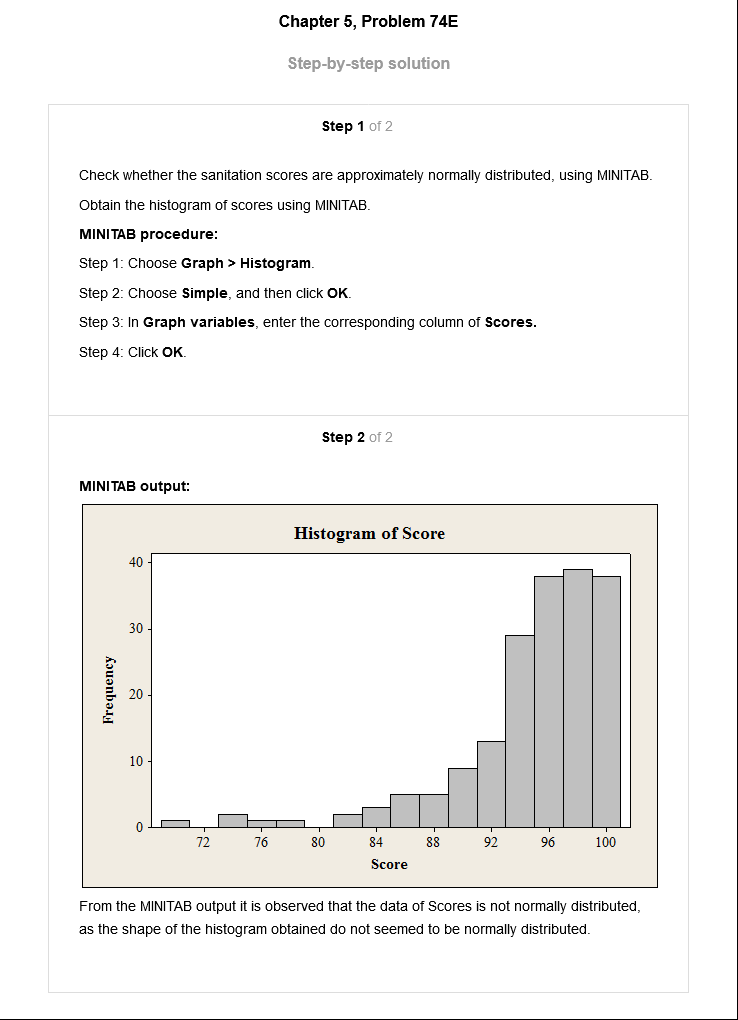 Chapter 5, Problem 74E
Step-by-step solution
Step 1 of 2
Check whether the sanitation scores are approximately normally distributed, using MINITAB.
Obtain the histogram of scores using MINITAB.
MINITAB procedure:
Step 1: Choose Graph > Histogram.
Step 2: Choose Simple, and then click OK.
Step 3: In Graph variables, enter the corresponding column of Scores.
Step 4: Click OK.
Step 2 of 2
MINITAB output:
Histogram of Score
Frequency
40
30
20
10
0
72 76 80 84 88 92 96 100
Score
From the MINITAB output it is observed that the data of Scores is not normally distributed,
as the shape of the histogram obtained do not seemed to be normally distributed.